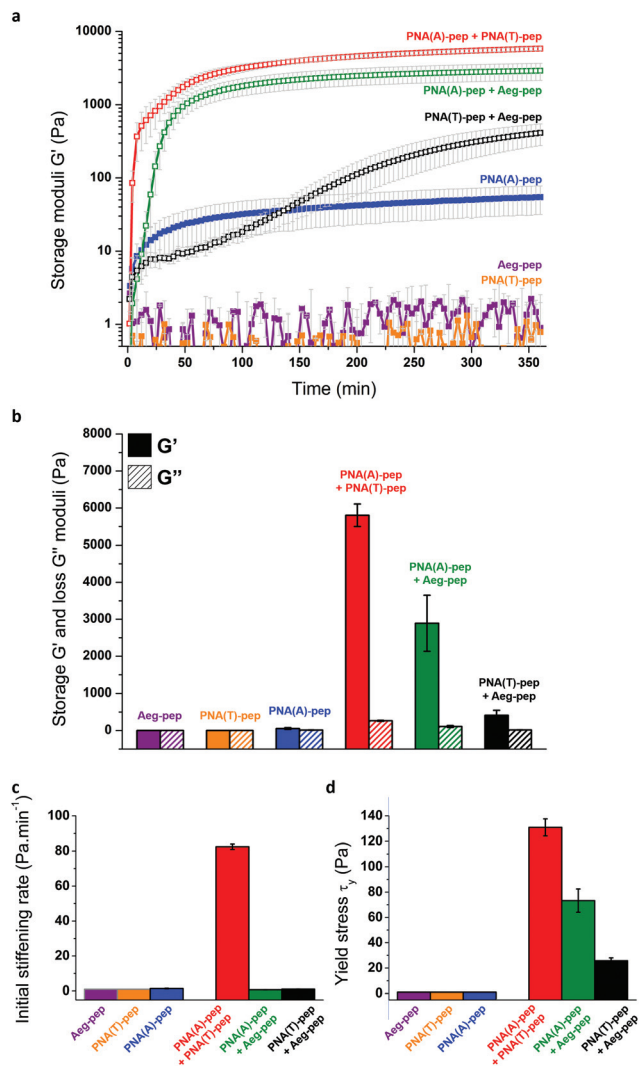 a
10000
1000
100
10
1
0
50
100
150
200
250
300
350
Storage moduli G' (Pa)
Time (min)
PNA(A)-pep + PNA(T)-pep
PNA(A)-pep + Aeg-pep
PNA(T)-pep + Aeg-pep
PNA(A)-pep
Aeg-pep
PNA(T)-pep
b
8000
7000
6000
5000
4000
3000
2000
1000
0
Storage G' and loss G" moduli (Pa)
G'
G"
PNA(A)-pep
+ PNA(T)-pep
PNA(A)-pep
+ Aeg-pep
PNA(T)-pep
+ Aeg-pep
Aeg-pep
PNA(T)-pep
PNA(A)-pep
c
100
80
60
40
20
0
Initial stiffening rate (Pa.min⁻¹)
Aeg-pep
PNA(T)-pep
PNA(A)-pep
PNA(A)-pep
+ PNA(T)-pep
PNA(A)-pep
+ Aeg-pep
PNA(T)-pep
+ Aeg-pep
d
140
120
100
80
60
40
20
0
Yield stress τy (Pa)
Aeg-pep
PNA(T)-pep
PNA(A)-pep
PNA(A)-pep
+ PNA(T)-pep
PNA(A)-pep
+ Aeg-pep
PNA(T)-pep
+ Aeg-pep